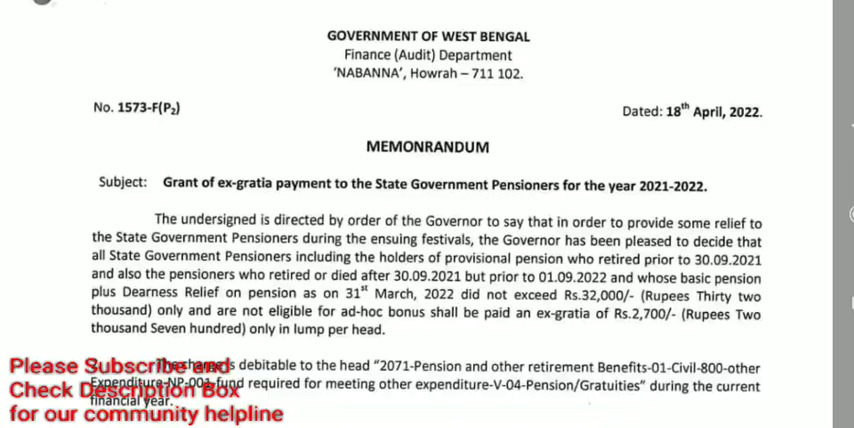 GOVERNMENT OF WEST BENGAL
Finance (Audit) Department
'NABANNA', Howrah – 711 102.
No. 1573-F(P₂)
Dated: 18th April, 2022.
MEMONRANDUM
Subject: Grant of ex-gratia payment to the State Government Pensioners for the year 2021-2022.
The undersigned is directed by order of the Governor to say that in order to provide some relief to
the State Government Pensioners during the ensuing festivals, the Governor has been pleased to decide that
all State Government Pensioners including the holders of provisional pension who retired prior to 30.09.2021
and also the pensioners who retired or died after 30.09.2021 but prior to 01.09.2022 and whose basic pension
plus Dearness Relief on pension as on 31st March, 2022 did not exceed Rs.32,000/- (Rupees Thirty two
thousand) only and are not eligible for ad-hoc bonus shall be paid an ex-gratia of Rs.2,700/- (Rupees Two
thousand Seven hundred) only in lump per head.
The charge is debitable to the head "2071-Pension and other retirement Benefits-01-Civil-800-other
Expenditure-NP-001-fund required for meeting other expenditure-V-04-Pension/Gratuities" during the current
financial year.
Please Subscribe and
Check Description Box
for our community helpline